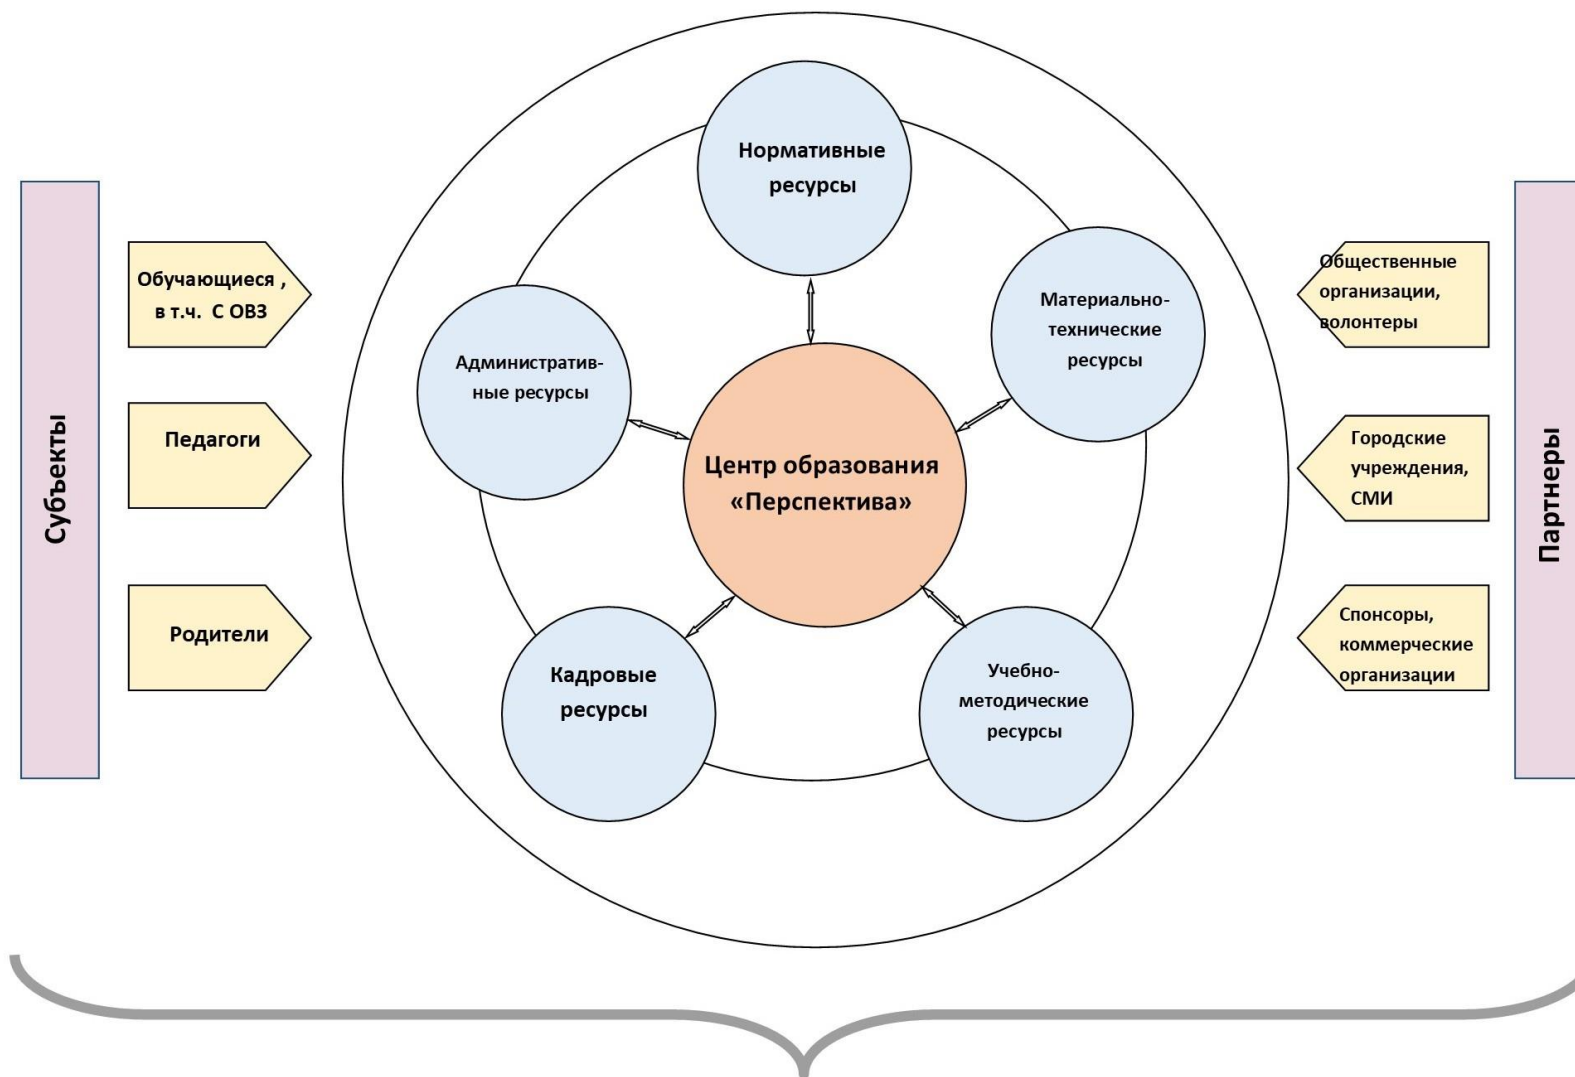 Субъекты
Обучающиеся ,
в т.ч. С ОВЗ
Педагоги
Родители
Нормативные
ресурсы
Административ-
ные ресурсы
Материально-
технические
ресурсы
Центр образования
«Перспектива»
Кадровые
ресурсы
Учебно-
методические
ресурсы
Общественные
организации,
волонтеры
Городские
учреждения,
СМИ
Спонсоры,
коммерческие
организации
Партнеры